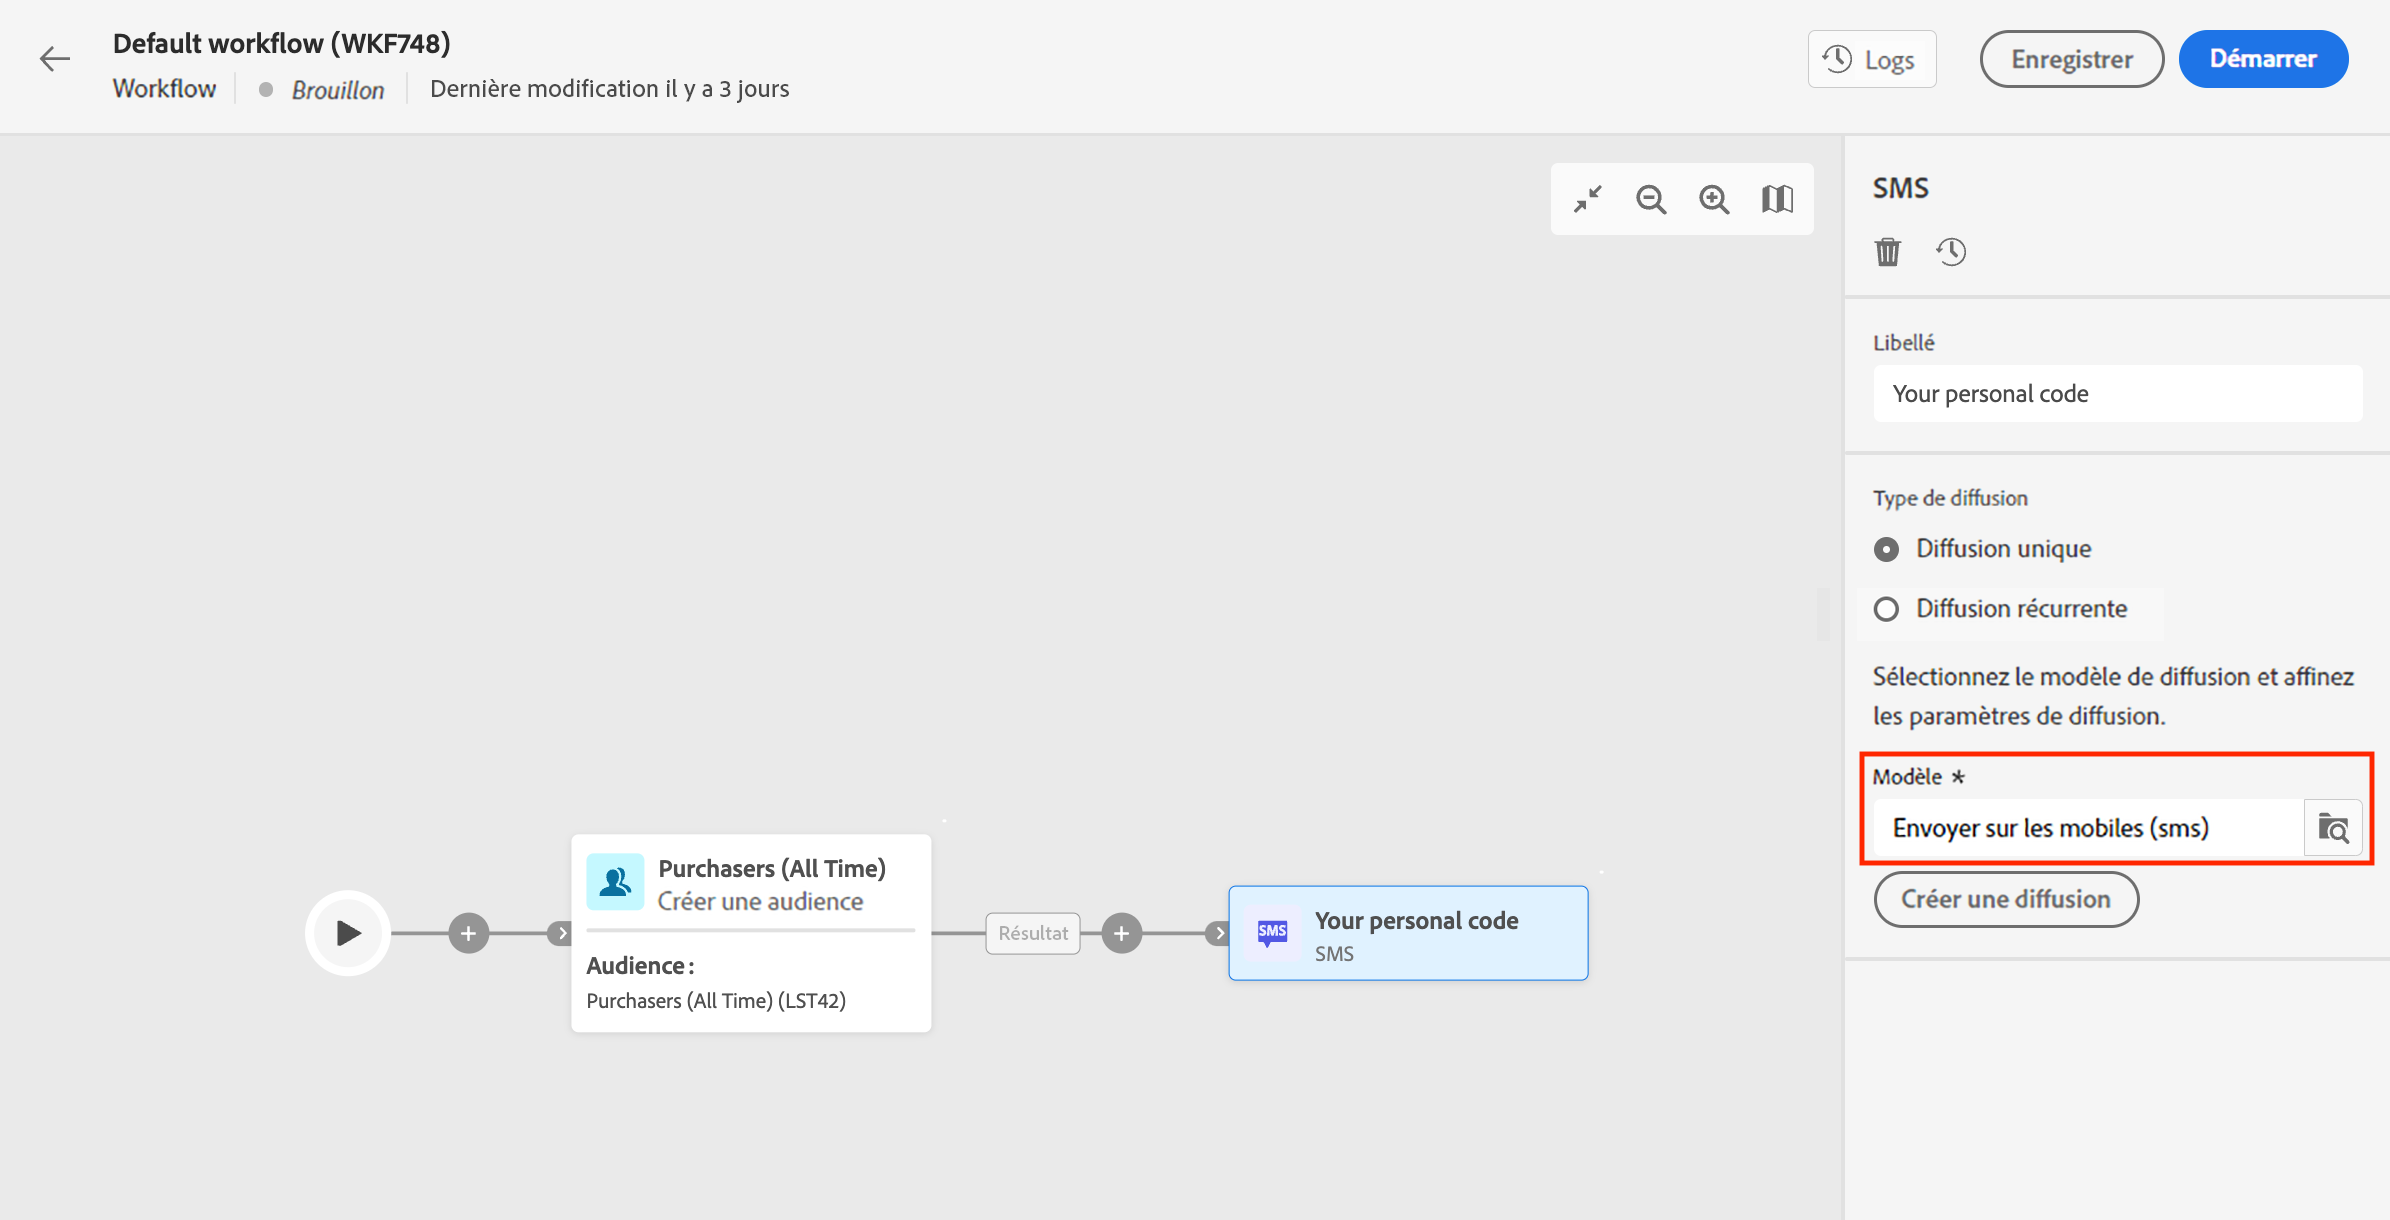 Default workflow (WKF748)
Workflow
Brouillon
Dernière modification il y a 3 jours
Logs
Enregistrer
Démarrer
SMS
Libellé
Your personal code
Type de diffusion
Diffusion unique
Diffusion récurrente
Sélectionnez le modèle de diffusion et affinez
les paramètres de diffusion.
Modèle *
Envoyer sur les mobiles (sms)
Créer une diffusion
Purchasers (All Time)
Créer une audience
Audience :
Purchasers (All Time) (LST42)
Résultat
SMS
Your personal code
SMS